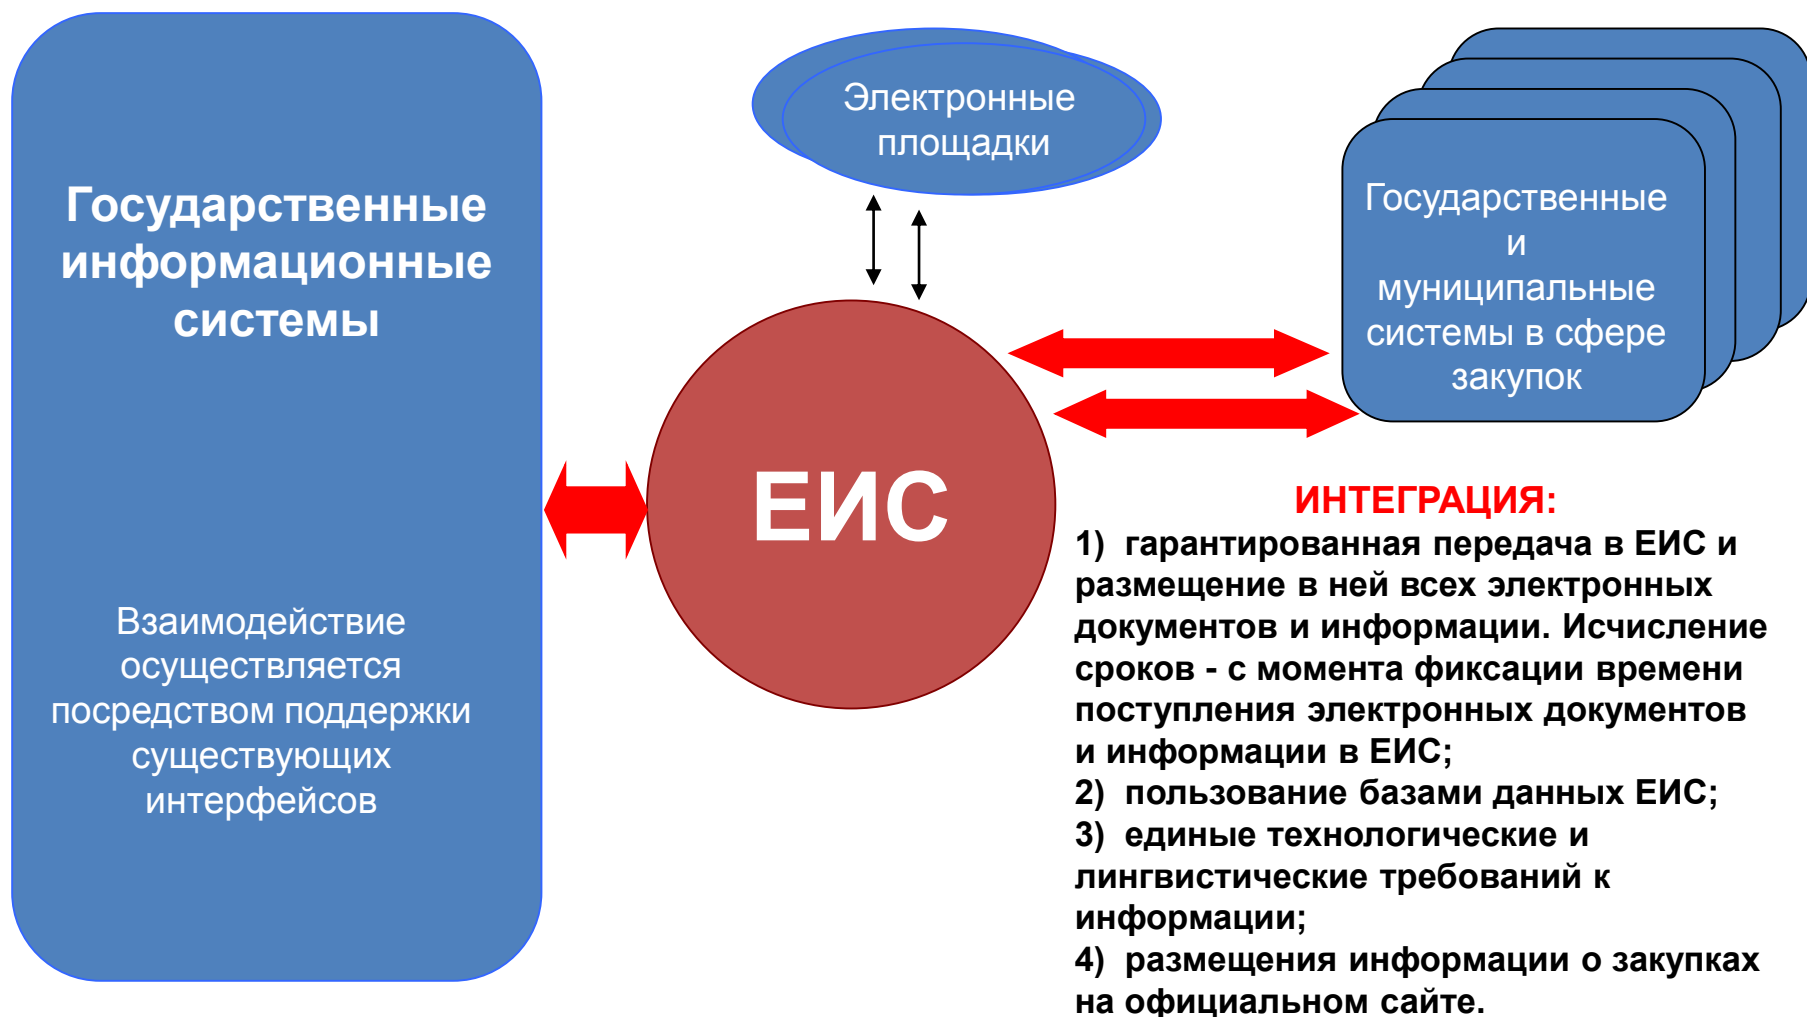 Государственные
информационные
системы
Взаимодействие
осуществляется
посредством поддержки
существующих
интерфейсов
Электронные
площадки
ЕИС
Государственные
и
муниципальные
системы в сфере
закупок
ИНТЕГРАЦИЯ:
1) гарантированная передача в ЕИС и
размещение в ней всех электронных
документов и информации. Исчисление
сроков - с момента фиксации времени
поступления электронных документов
и информации в ЕИС;
2) пользование базами данных ЕИС;
3) единые технологические и
лингвистические требований к
информации;
4) размещения информации о закупках
на официальном сайте.